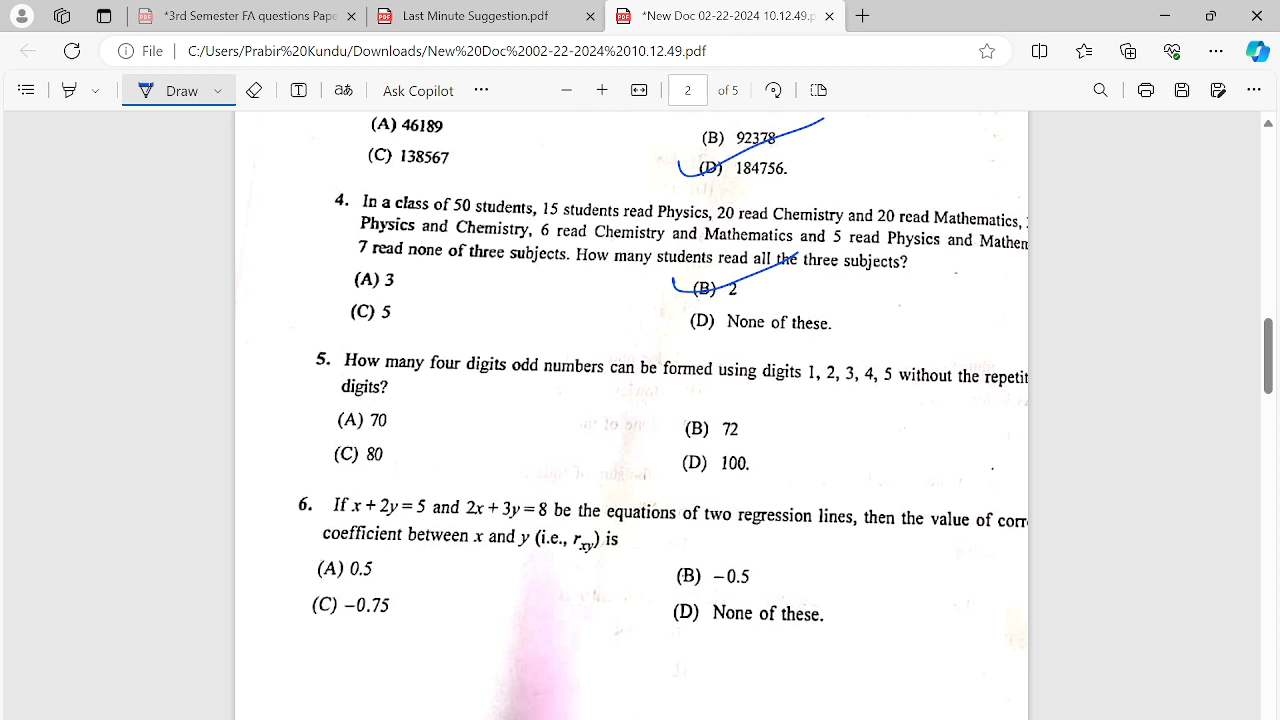 *3rd Semester FA questions Pape
Last Minute Suggestion.pdf
*New Doc 02-22-2024 10.12.49.p
File
C:/Users/Prabir%20Kundu/Downloads/New%20Doc%2002-22-2024%2010.12.49.pdf
Draw
aあ
Ask Copilot
2
of 5
(A) 46189
(B) 92378
(C) 138567
(D) 184756.
4. In a class of 50 students, 15 students read Physics, 20 read Chemistry and 20 read Mathematics,
Physics and Chemistry, 6 read Chemistry and Mathematics and 5 read Physics and Mathem
7 read none of three subjects. How many students read all the three subjects?
(A) 3
(B) 2
(C) 5
(D) None of these.
5. How many four digits odd numbers can be formed using digits 1, 2, 3, 4, 5 without the repetit
digits?
(A) 70
(B) 72
(C) 80
(D) 100.
6. If x + 2y = 5 and 2x + 3y = 8 be the equations of two regression lines, then the value of corr
coefficient between x and y (i.e., rxy) is
(A) 0.5
(B) −0.5
(C) −0.75
(D) None of these.